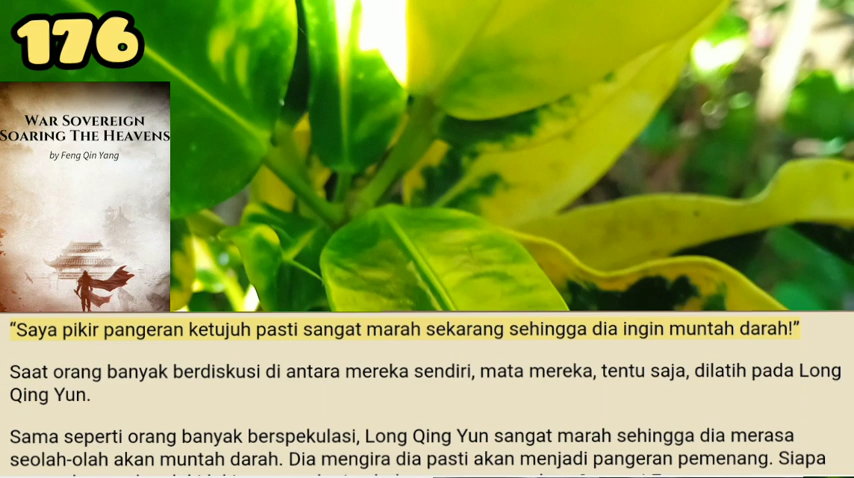 176
WAR SOVEREIGN
SOARING THE HEAVENS
by Feng Qin Yang
“Saya pikir pangeran ketujuh pasti sangat marah sekarang sehingga dia ingin muntah darah!”
Saat orang banyak berdiskusi di antara mereka sendiri, mata mereka, tentu saja, dilatih pada Long
Qing Yun.
Sama seperti orang banyak berspekulasi, Long Qing Yun sangat marah sehingga dia merasa
seolah-olah akan muntah darah. Dia mengira dia pasti akan menjadi pangeran pemenang. Siapa